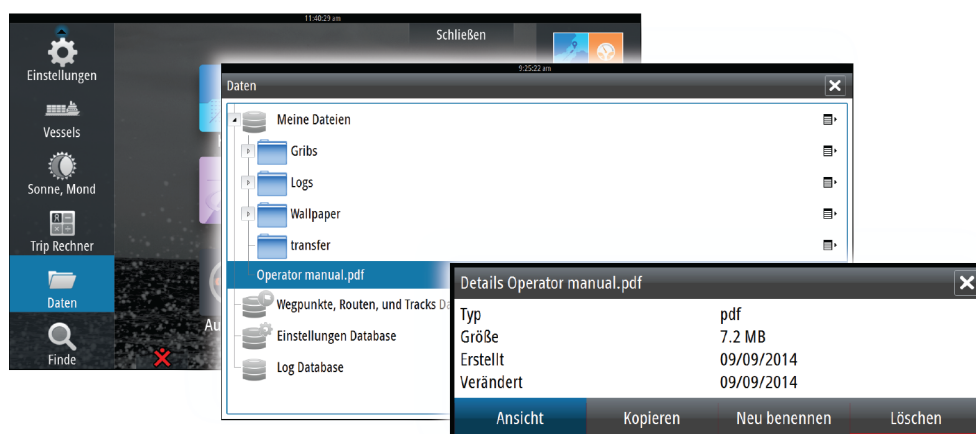 11:40:29 am
Schließen
Einstellungen
Vessels
Sonne, Mond
Trip Rechner
Daten
Finde
Au
9:25:22 am
Daten
Meine Dateien
Gribs
Logs
Wallpaper
transfer
Operator manual.pdf
Wegpunkte, Routen, und Tracks Da
Einstellungen Database
Log Database
Details Operator manual.pdf
Typ pdf
Größe 7.2 MB
Erstellt 09/09/2014
Verändert 09/09/2014
Ansicht Kopieren Neu benennen Löschen